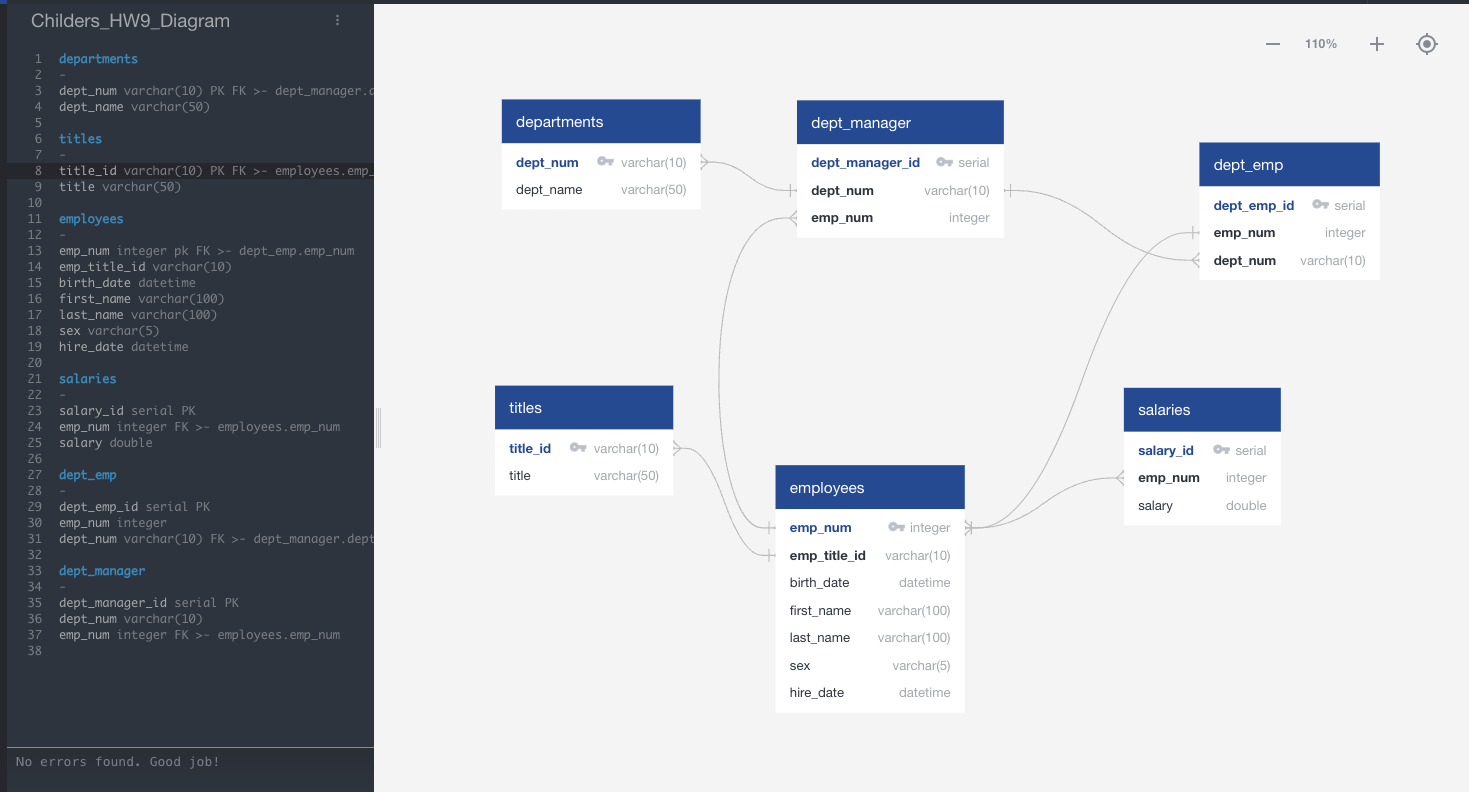 Childers_HW9_Diagram
1 departments
2 -
3 dept_num varchar(10) PK FK >- dept_manager.d
4 dept_name varchar(50)
5
6 titles
7 -
8 title_id varchar(10) PK FK >- employees.emp_
9 title varchar(50)
10
11 employees
12 -
13 emp_num integer pk FK >- dept_emp.emp_num
14 emp_title_id varchar(10)
15 birth_date datetime
16 first_name varchar(100)
17 last_name varchar(100)
18 sex varchar(5)
19 hire_date datetime
20
21 salaries
22 -
23 salary_id serial PK
24 emp_num integer FK >- employees.emp_num
25 salary double
26
27 dept_emp
28 -
29 dept_emp_id serial PK
30 emp_num integer
31 dept_num varchar(10) FK >- dept_manager.dept
32
33 dept_manager
34 -
35 dept_manager_id serial PK
36 dept_num varchar(10)
37 emp_num integer FK >- employees.emp_num
38
No errors found. Good job!
110%
departments
dept_num varchar(10)
dept_name varchar(50)
dept_manager
dept_manager_id serial
dept_num varchar(10)
emp_num integer
dept_emp
dept_emp_id serial
emp_num integer
dept_num varchar(10)
titles
title_id varchar(10)
title varchar(50)
employees
emp_num integer
emp_title_id varchar(10)
birth_date datetime
first_name varchar(100)
last_name varchar(100)
sex varchar(5)
hire_date datetime
salaries
salary_id serial
emp_num integer
salary double